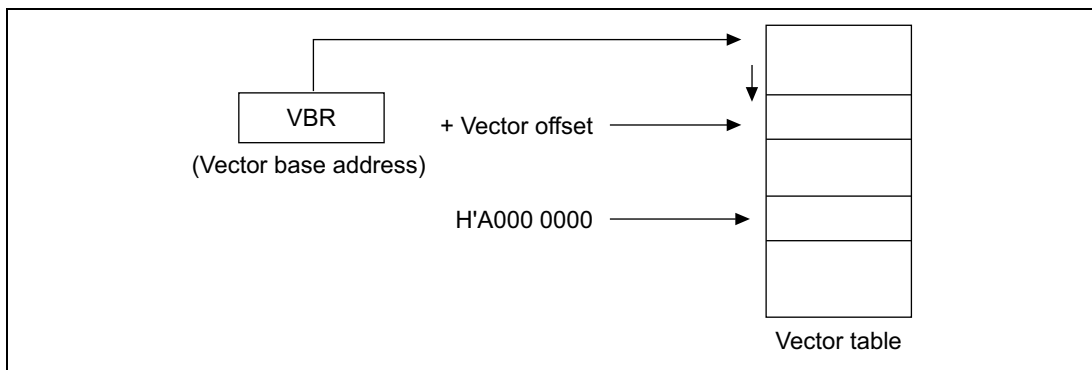 VBR
+ Vector offset
(Vector base address)
H'A000 0000
Vector table